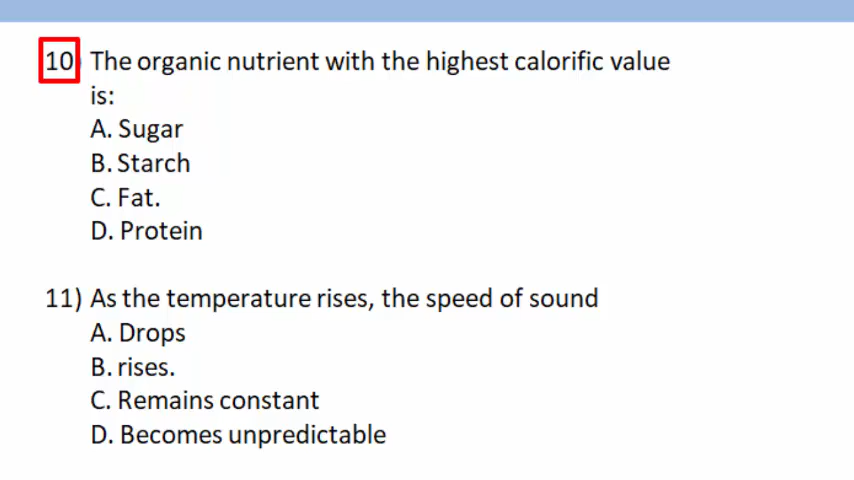 10) The organic nutrient with the highest calorific value
is:
A. Sugar
B. Starch
C. Fat.
D. Protein
11) As the temperature rises, the speed of sound
A. Drops
B. rises.
C. Remains constant
D. Becomes unpredictable